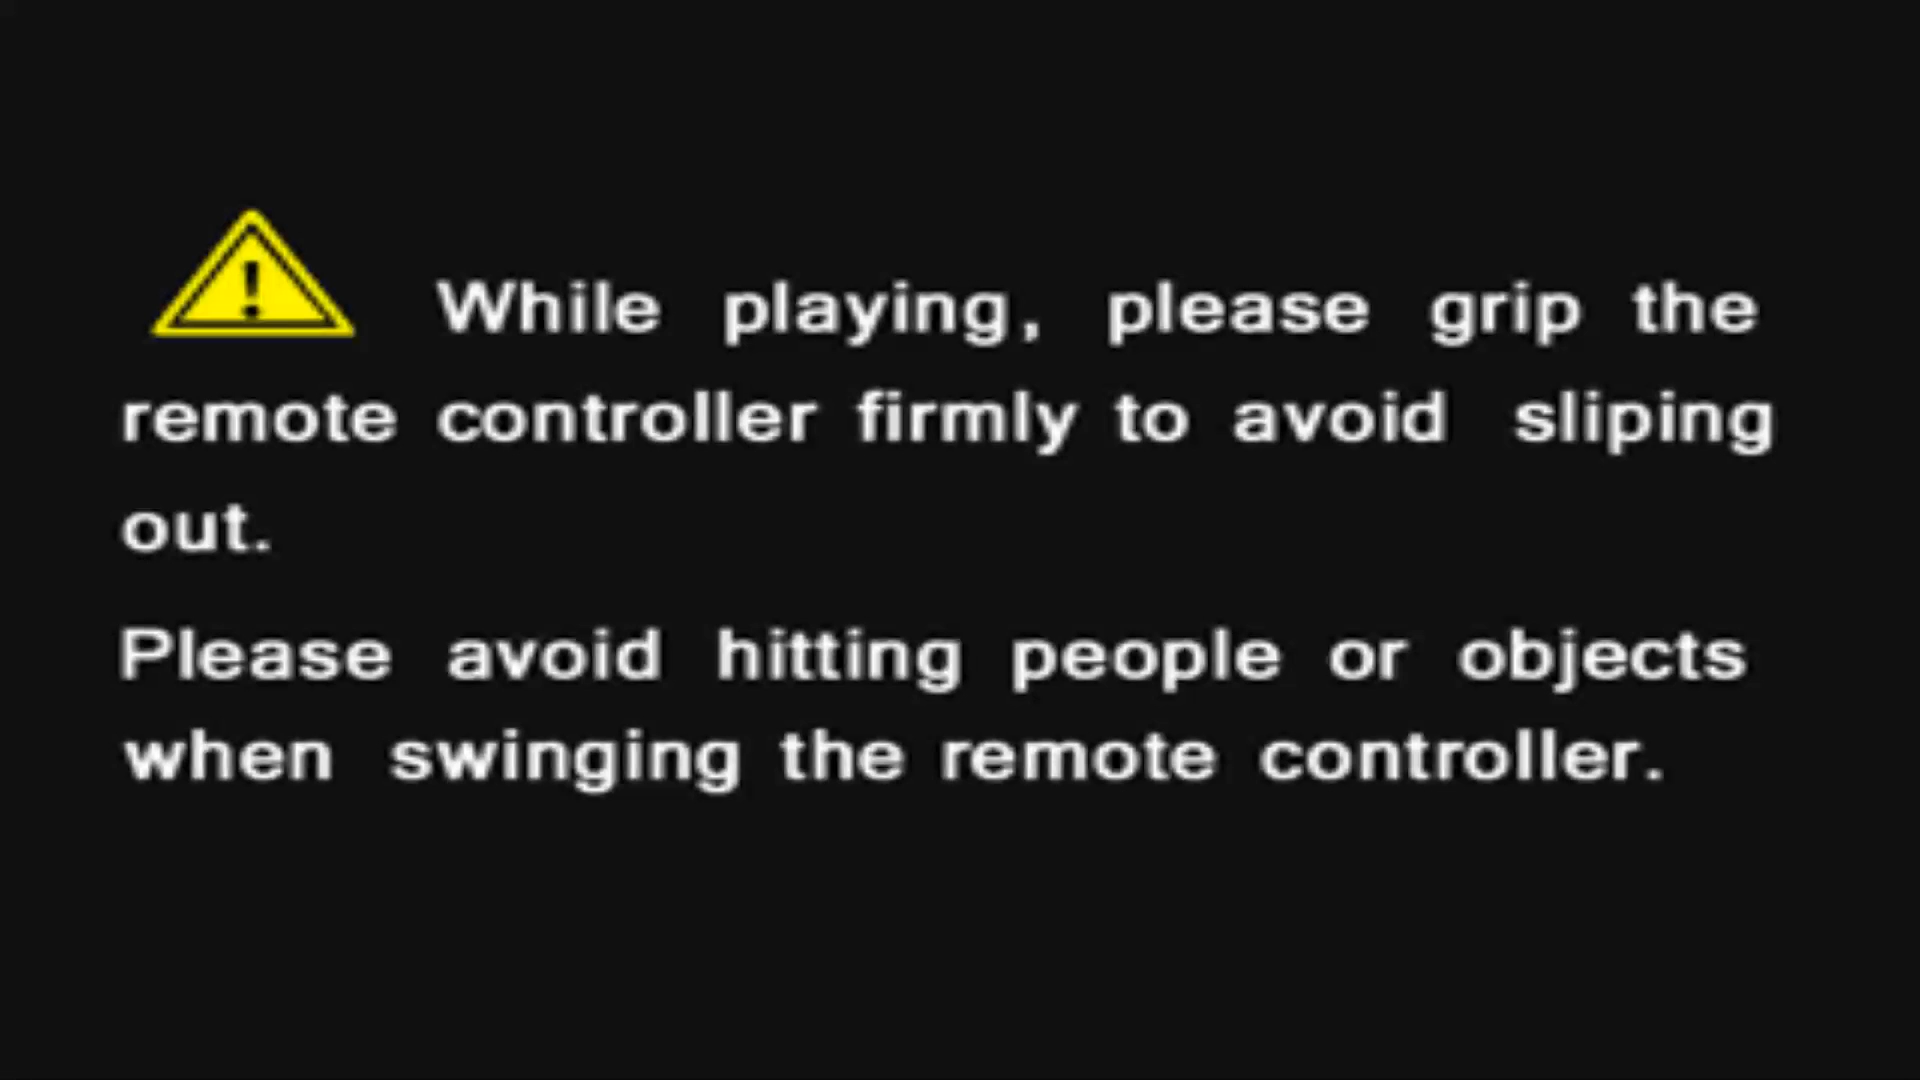 While playing, please grip the
remote controller firmly to avoid sliping
out.
Please avoid hitting people or objects
when swinging the remote controller.